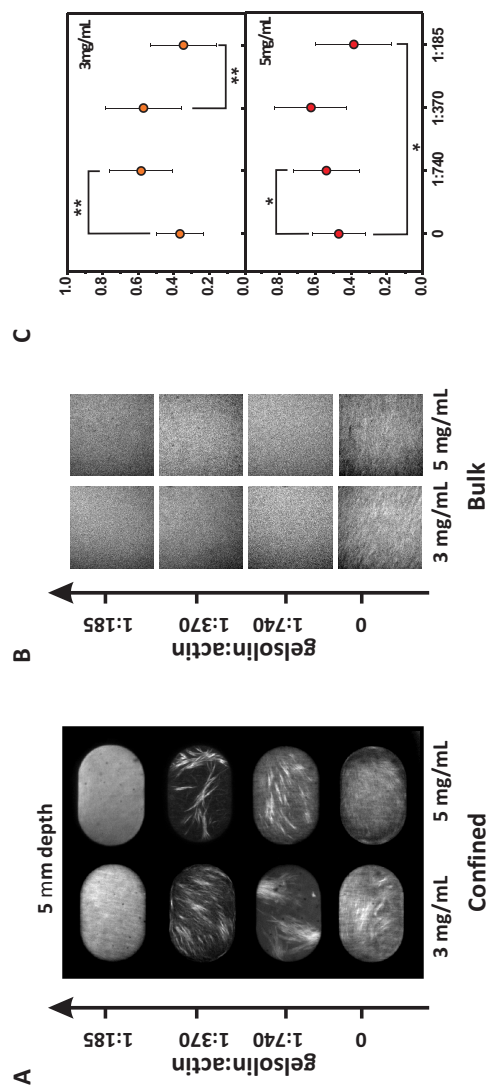 A
gelsolin:actin
1:185
1:370
1:740
0
5 mm depth
3 mg/mL
5 mg/mL
Confined
B
gelsolin:actin
1:185
1:370
1:740
0
3 mg/mL
5 mg/mL
Bulk
C
1.0
0.8
0.6
0.4
0.2
0.0
3mg/mL
**
**
0.8
0.6
0.4
0.2
0.0
5mg/mL
*
*
0
1:740
1:370
1:185